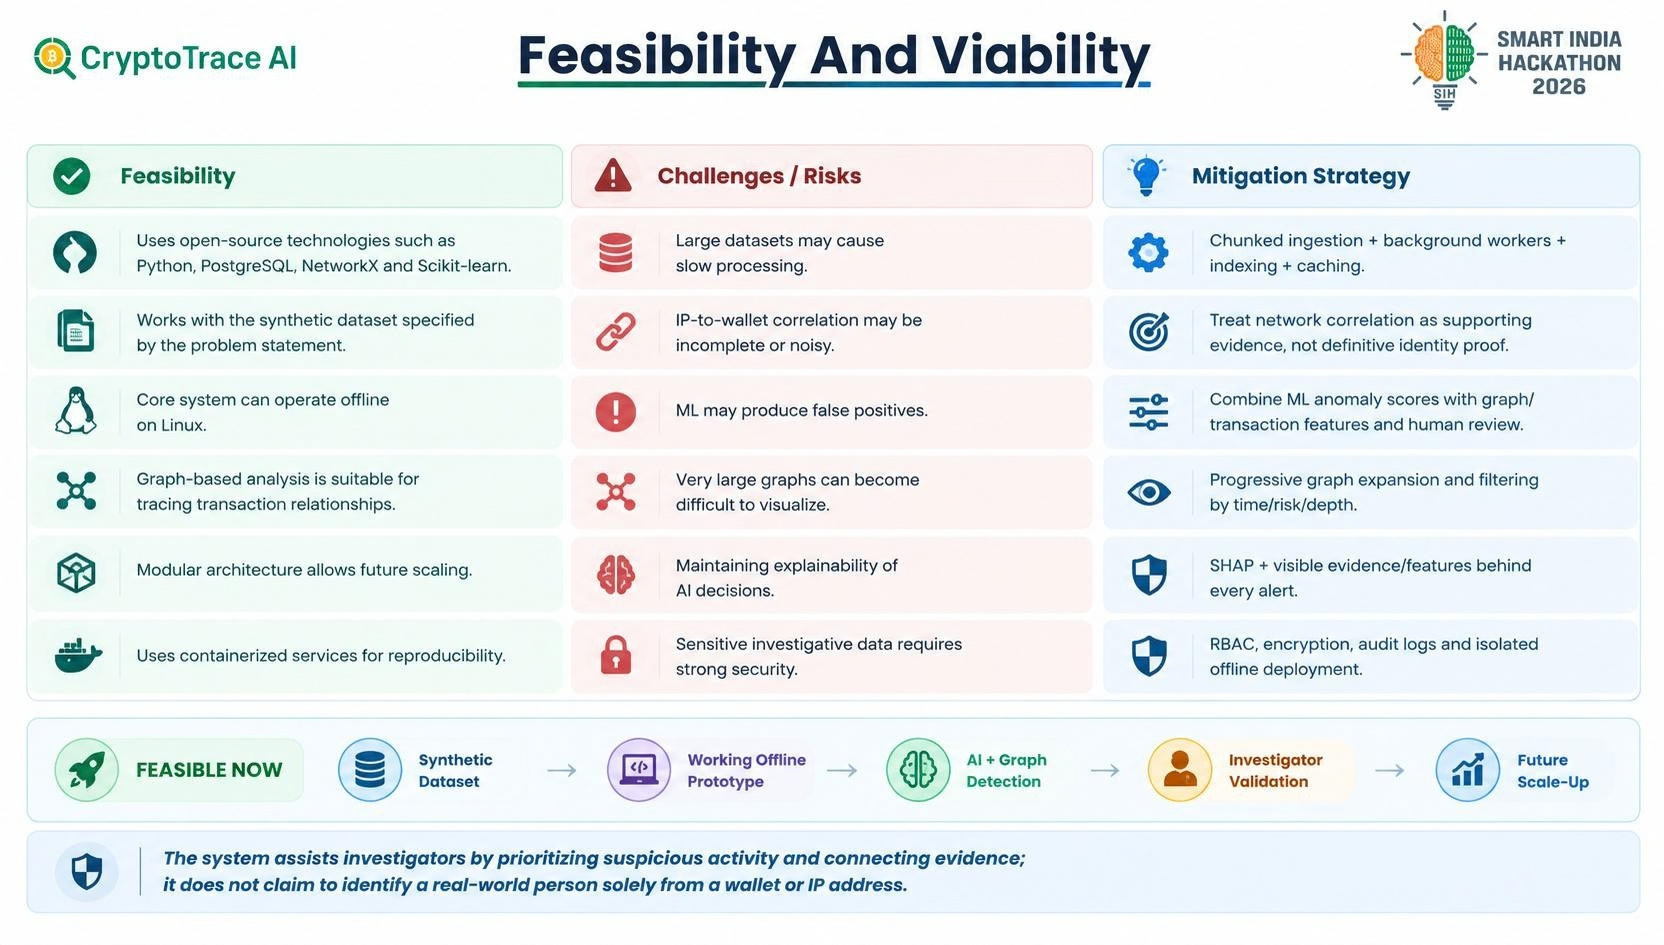 CryptoTrace AI
Feasibility And Viability
SMART INDIA
HACKATHON
2026
SIH
Feasibility
Uses open-source technologies such as
Python, PostgreSQL, NetworkX and Scikit-learn.
Works with the synthetic dataset specified
by the problem statement.
Core system can operate offline
on Linux.
Graph-based analysis is suitable for
tracing transaction relationships.
Modular architecture allows future scaling.
Uses containerized services for reproducibility.
Challenges / Risks
Large datasets may cause
slow processing.
IP-to-wallet correlation may be
incomplete or noisy.
ML may produce false positives.
Very large graphs can become
difficult to visualize.
Maintaining explainability of
AI decisions.
Sensitive investigative data requires
strong security.
Mitigation Strategy
Chunked ingestion + background workers +
indexing + caching.
Treat network correlation as supporting
evidence, not definitive identity proof.
Combine ML anomaly scores with graph/
transaction features and human review.
Progressive graph expansion and filtering
by time/risk/depth.
SHAP + visible evidence/features behind
every alert.
RBAC, encryption, audit logs and isolated
offline deployment.
FEASIBLE NOW
Synthetic
Dataset
Working Offline
Prototype
AI + Graph
Detection
Investigator
Validation
Future
Scale-Up
The system assists investigators by prioritizing suspicious activity and connecting evidence;
it does not claim to identify a real-world person solely from a wallet or IP address.